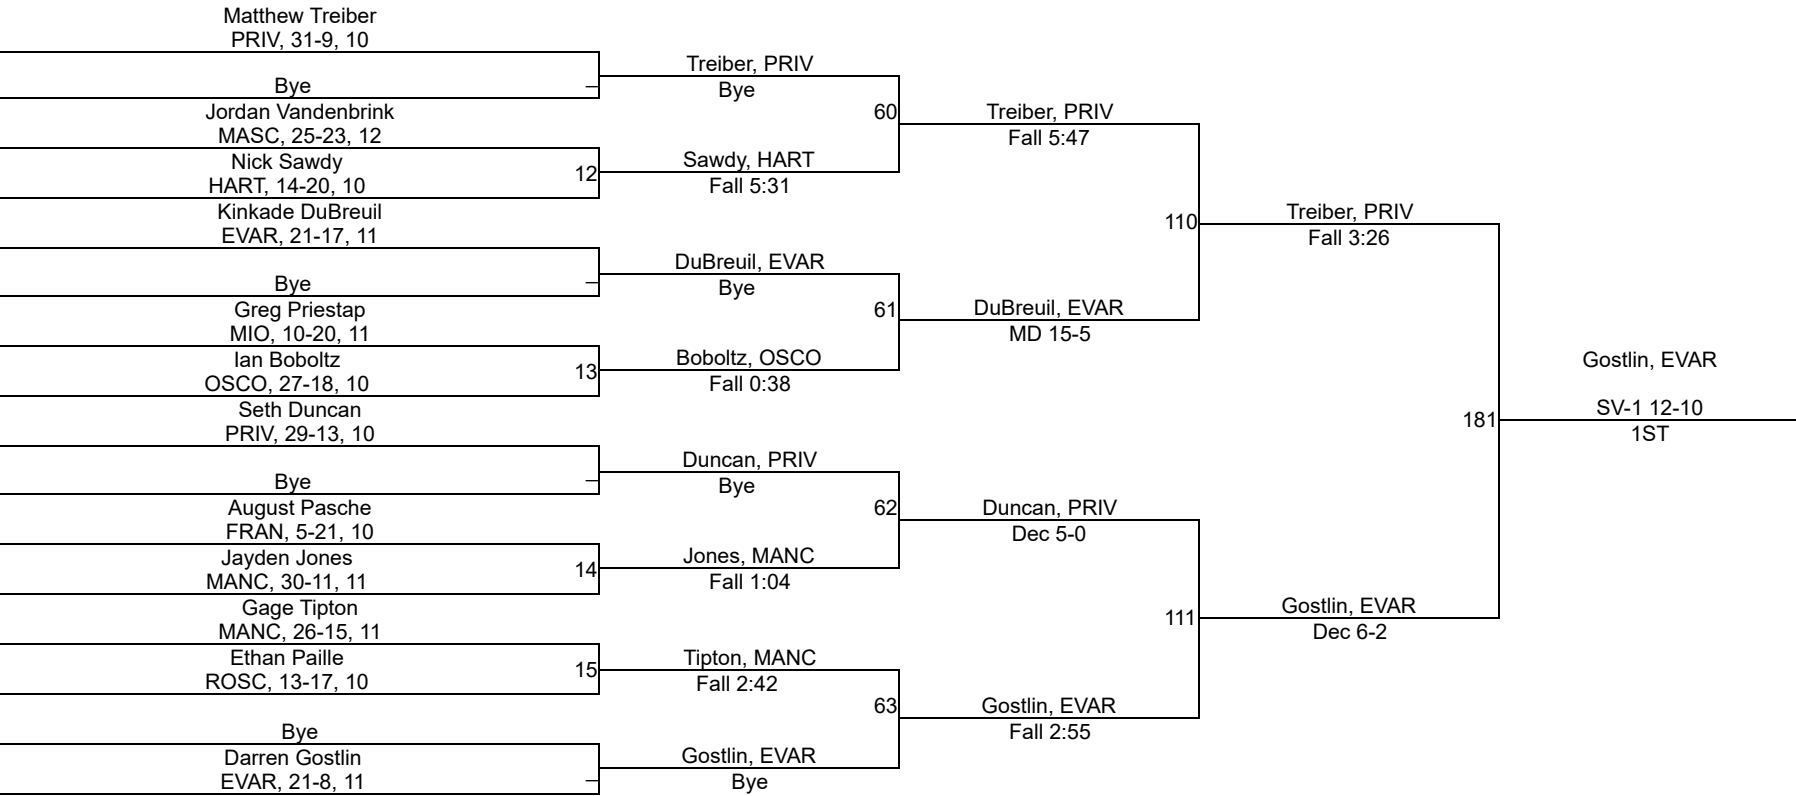 Matthew Treiber
PRIV, 31-9, 10
Bye
Jordan Vandenbrink
MASC, 25-23, 12
Nick Sawdy
HART, 14-20, 10
Kinkade DuBreuil
EVAR, 21-17, 11
Bye
Greg Priestap
MIO, 10-20, 11
Ian Boboltz
OSCO, 27-18, 10
Seth Duncan
PRIV, 29-13, 10
Bye
August Pasche
FRAN, 5-21, 10
Jayden Jones
MANC, 30-11, 11
Gage Tipton
MANC, 26-15, 11
Ethan Paille
ROSC, 13-17, 10
Bye
Darren Gostlin
EVAR, 21-8, 11
12
13
14
15
Treiber, PRIV
Bye
Sawdy, HART
Fall 5:31
DuBreuil, EVAR
Bye
Boboltz, OSCO
Fall 0:38
Duncan, PRIV
Bye
Jones, MANC
Fall 1:04
Tipton, MANC
Fall 2:42
Gostlin, EVAR
Bye
60
61
62
63
Treiber, PRIV
Fall 5:47
DuBreuil, EVAR
MD 15-5
Duncan, PRIV
Dec 5-0
Gostlin, EVAR
Fall 2:55
110
111
Treiber, PRIV
Fall 3:26
Gostlin, EVAR
Dec 6-2
181
Gostlin, EVAR
SV-1 12-10
1ST